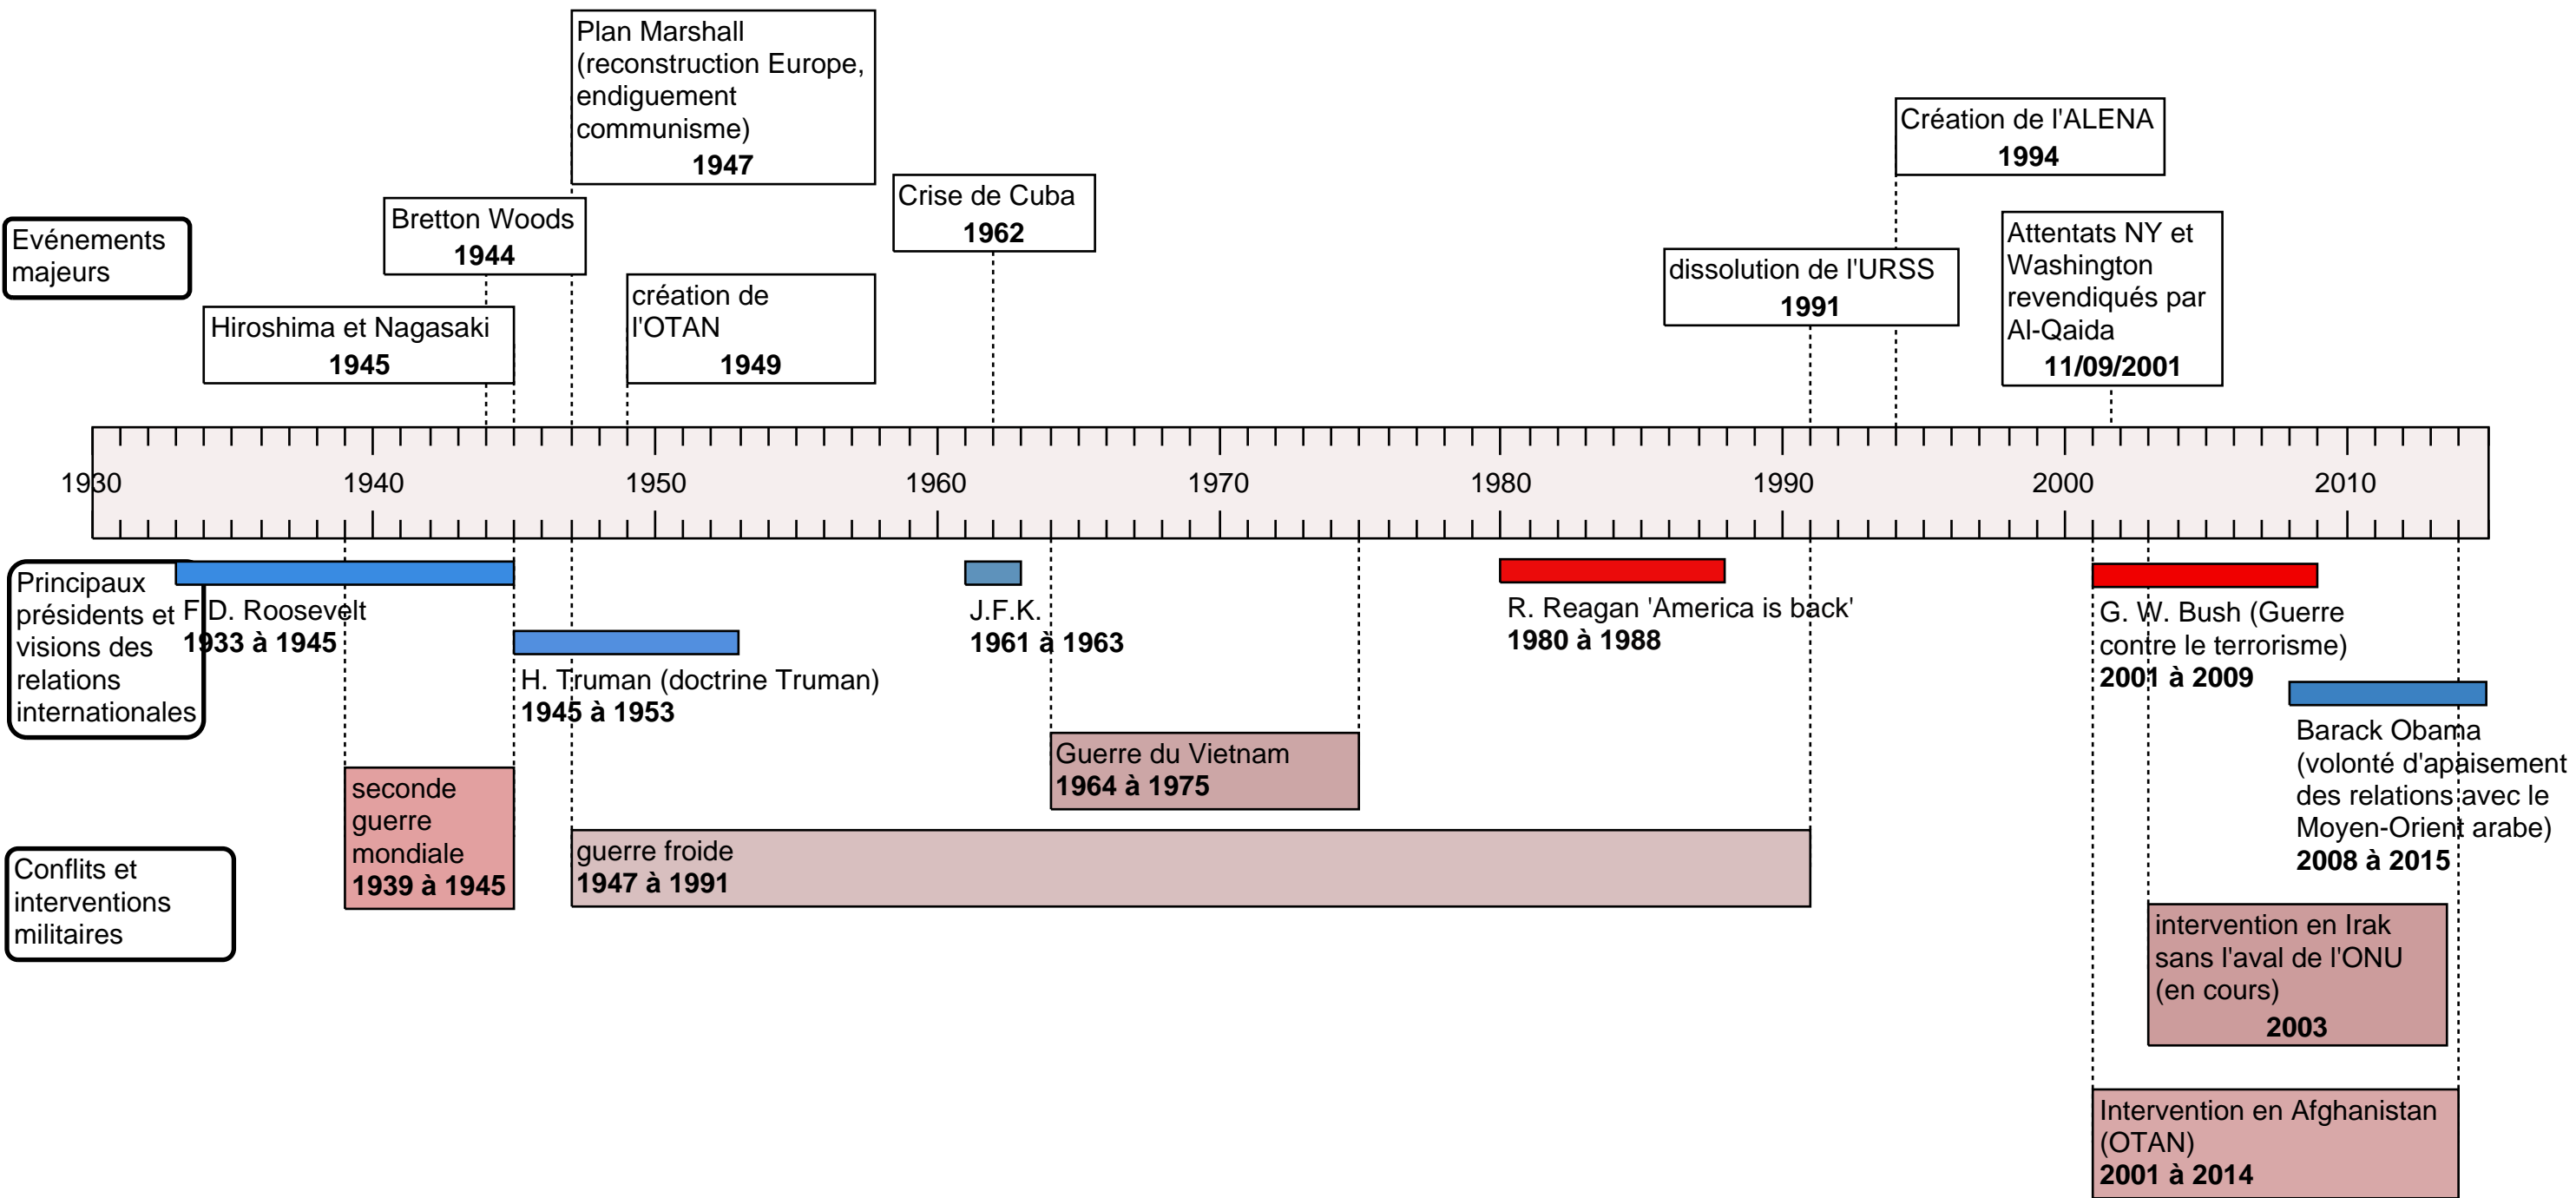 Plan Marshall
(reconstruction Europe,
endiguement
communisme)
1947
Création de l'ALENA
1994
Crise de Cuba
1962
Bretton Woods
1944
Evénements
majeurs
Attentats NY et
Washington
revendiqués par
Al-Qaida
11/09/2001
dissolution de l'URSS
1991
création de
l'OTAN
1949
Hiroshima et Nagasaki
1945
1930 1940 1950 1960 1970 1980 1990 2000 2010
Principaux
présidents et
visions des
relations
internationales
F.D. Roosevelt
1933 à 1945
H. Truman (doctrine Truman)
1945 à 1953
J.F.K.
1961 à 1963
R. Reagan 'America is back'
1980 à 1988
G. W. Bush (Guerre
contre le terrorisme)
2001 à 2009
Barack Obama
(volonté d'apaisement
des relations avec le
Moyen-Orient arabe)
2008 à 2015
Conflits et
interventions
militaires
seconde
guerre
mondiale
1939 à 1945
Guerre du Vietnam
1964 à 1975
guerre froide
1947 à 1991
intervention en Irak
sans l'aval de l'ONU
(en cours)
2003
Intervention en Afghanistan
(OTAN)
2001 à 2014